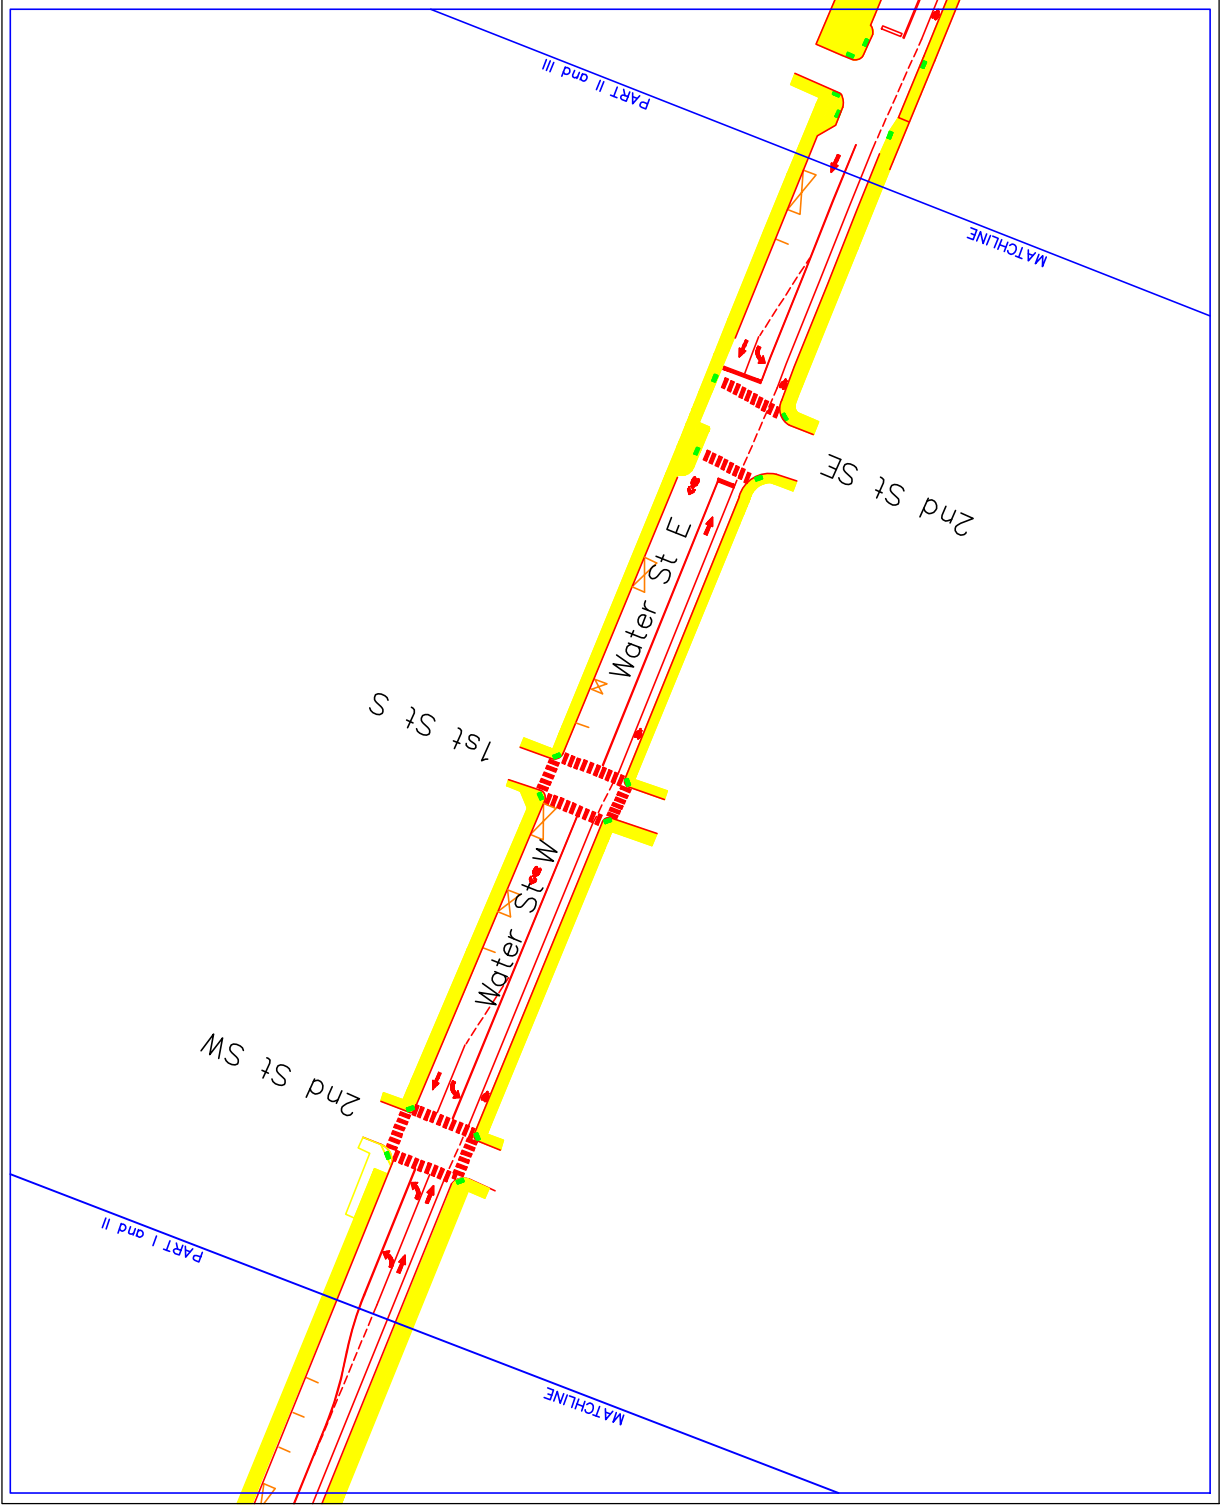 PART II and III
MATCHLINE
2nd St SE
Water St E
1st St S
Water St W
2nd St SW
PART I and II
MATCHLINE